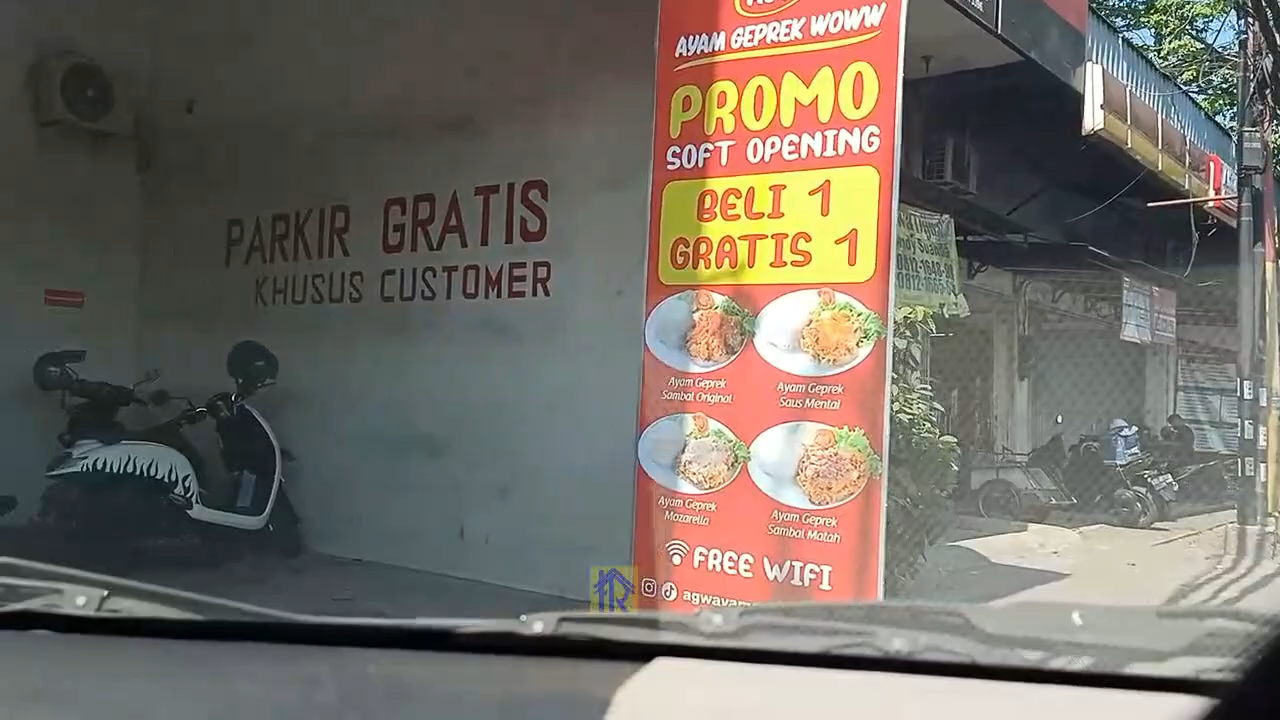 AYAM GEPREK WOWW
PROMO
SOFT OPENING
BELI 1
GRATIS 1
Ayam Geprek
Sambal Original
Ayam Geprek
Saus Mentai
Ayam Geprek
Mozarella
Ayam Geprek
Sambal Matah
FREE WIFI
PARKIR GRATIS
KHUSUS CUSTOMER
HR